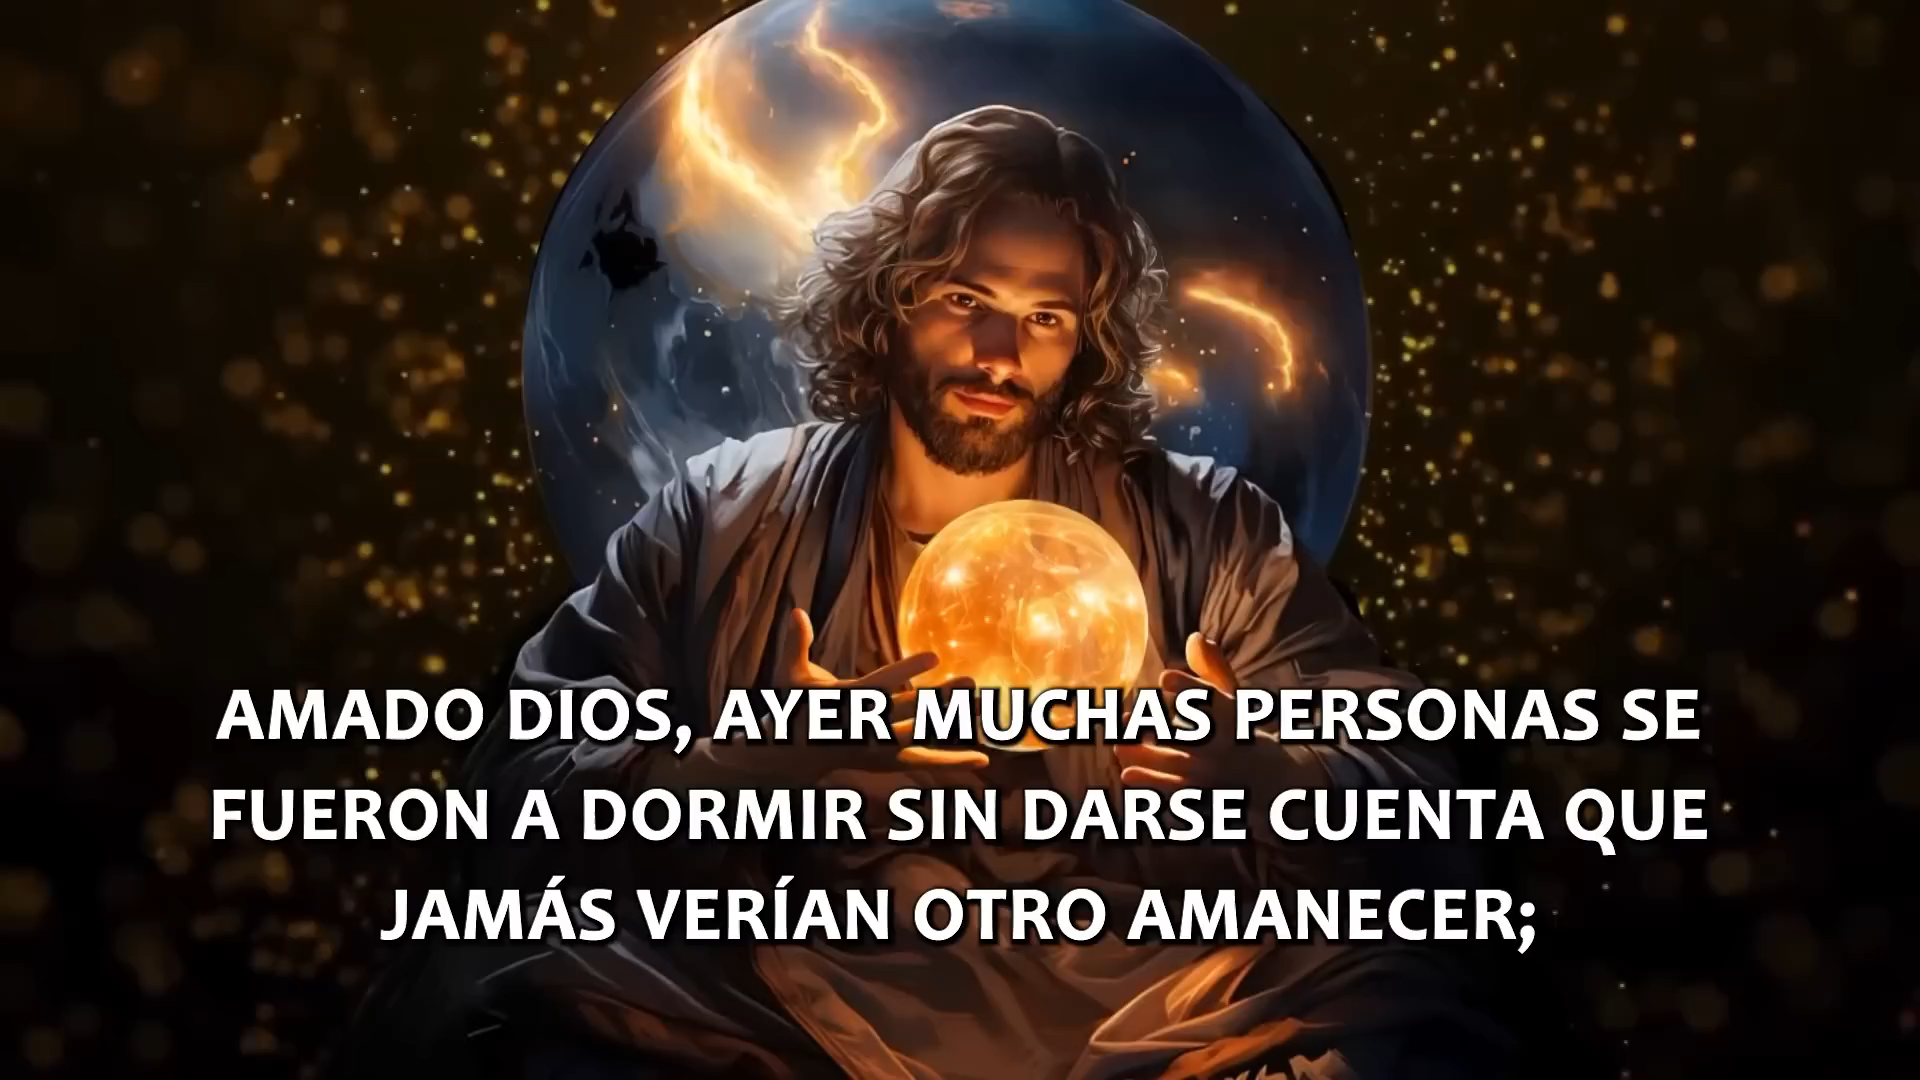 AMADO DIOS, AYER MUCHAS PERSONAS SE
FUERON A DORMIR SIN DARSE CUENTA QUE
JAMÁS VERÍAN OTRO AMANECER;